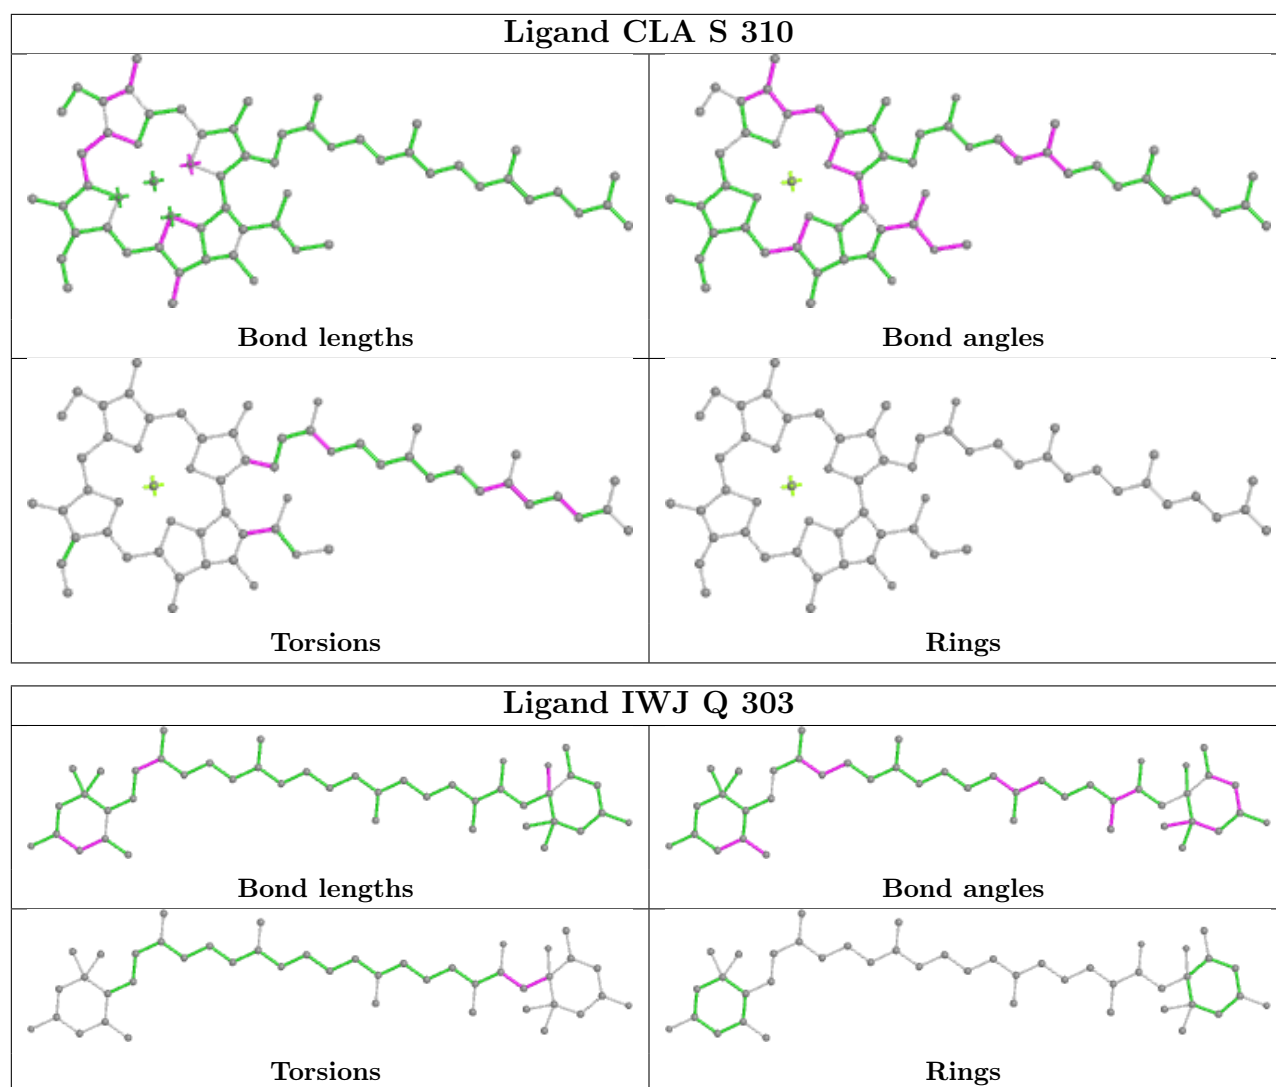 Ligand CLA S 310
Bond lengths
Bond angles
Torsions
Rings
Ligand IWJ Q 303
Bond lengths
Bond angles
Torsions
Rings